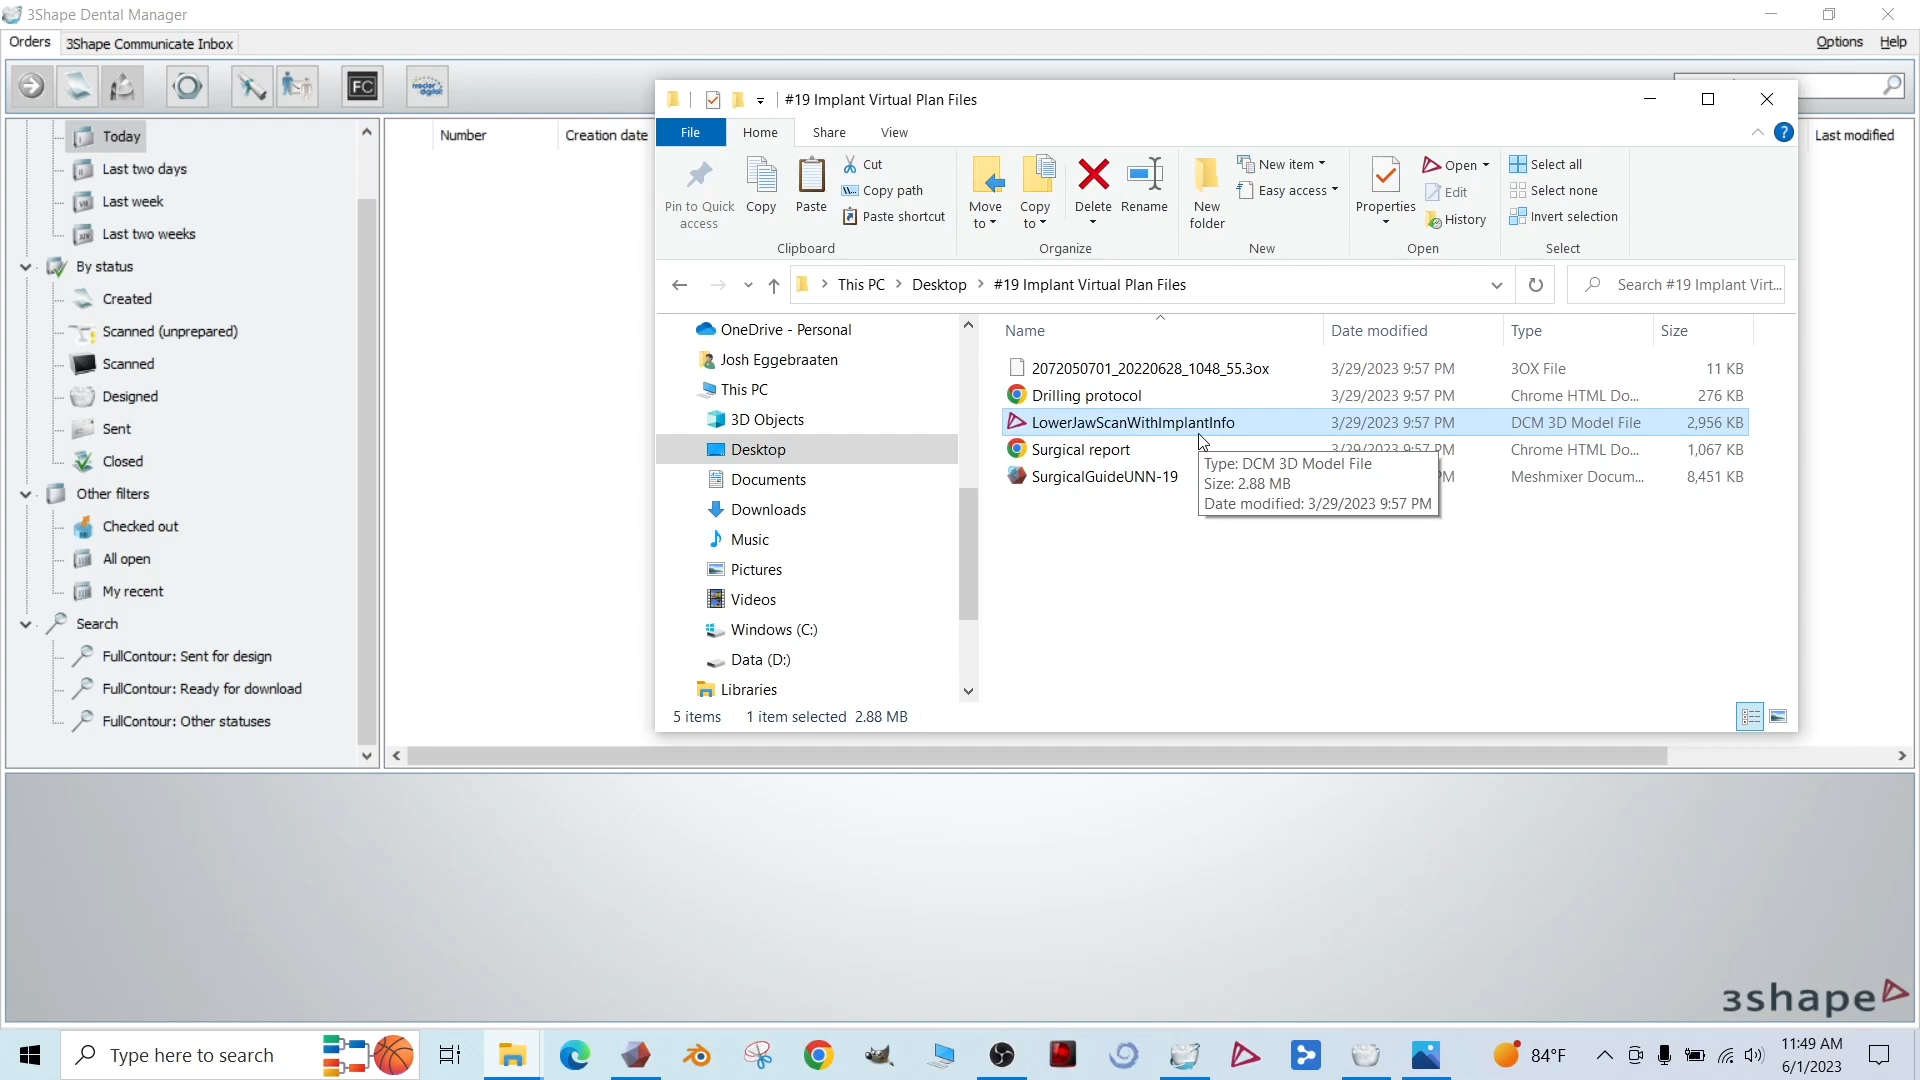 3Shape Dental Manager
Orders
3Shape Communicate Inbox
Options
Help
FC
Today
Last two days
Last week
Last two weeks
By status
Created
Scanned (unprepared)
Scanned
Designed
Sent
Closed
Other filters
Checked out
All open
My recent
Search
FullContour: Sent for design
FullContour: Ready for download
FullContour: Other statuses
Number
Creation date
Last modified
#19 Implant Virtual Plan Files
File
Home
Share
View
Pin to Quick access
Copy
Paste
Cut
Copy path
Paste shortcut
Clipboard
Move to
Copy to
Delete
Rename
Organize
New folder
New item
Easy access
New
Properties
Open
Edit
History
Open
Select all
Select none
Invert selection
Select
This PC > Desktop > #19 Implant Virtual Plan Files
Search #19 Implant Virt...
OneDrive - Personal
Josh Eggebraaten
This PC
3D Objects
Desktop
Documents
Downloads
Music
Pictures
Videos
Windows (C:)
Data (D:)
Libraries
Name Date modified Type Size
2072050701_20220628_1048_55.3ox 3/29/2023 9:57 PM 3OX File 11 KB
Drilling protocol 3/29/2023 9:57 PM Chrome HTML Do... 276 KB
LowerJawScanWithImplantInfo 3/29/2023 9:57 PM DCM 3D Model File 2,956 KB
Surgical report 3/29/2023 9:57 PM Chrome HTML Do... 1,067 KB
SurgicalGuideUNN-19 M Meshmixer Docum... 8,451 KB
Type: DCM 3D Model File
Size: 2.88 MB
Date modified: 3/29/2023 9:57 PM
5 items 1 item selected 2.88 MB
3shape
Type here to search
84°F
11:49 AM
6/1/2023